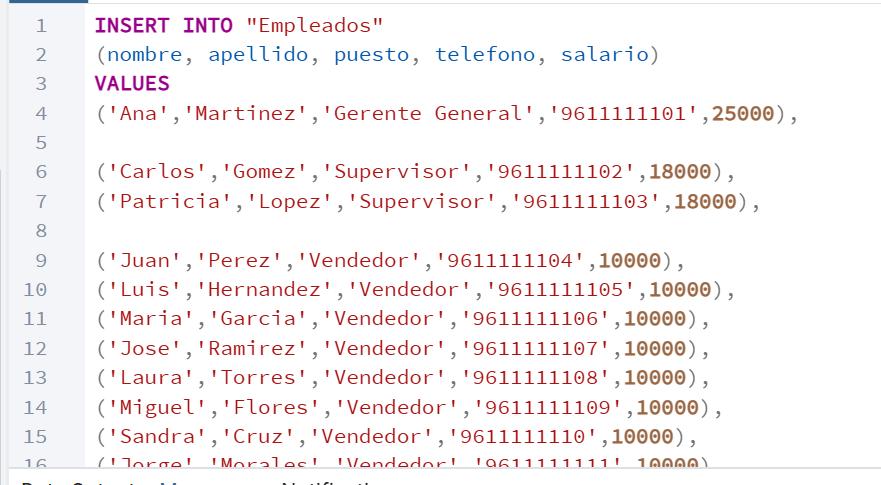 1 INSERT INTO "Empleados"
2 (nombre, apellido, puesto, telefono, salario)
3 VALUES
4 ('Ana','Martinez','Gerente General','9611111101',25000),
5
6 ('Carlos','Gomez','Supervisor','9611111102',18000),
7 ('Patricia','Lopez','Supervisor','9611111103',18000),
8
9 ('Juan','Perez','Vendedor','9611111104',10000),
10 ('Luis','Hernandez','Vendedor','9611111105',10000),
11 ('Maria','Garcia','Vendedor','9611111106',10000),
12 ('Jose','Ramirez','Vendedor','9611111107',10000),
13 ('Laura','Torres','Vendedor','9611111108',10000),
14 ('Miguel','Flores','Vendedor','9611111109',10000),
15 ('Sandra','Cruz','Vendedor','9611111110',10000),
16 ('Jorge','Morales','Vendedor','9611111111',10000)